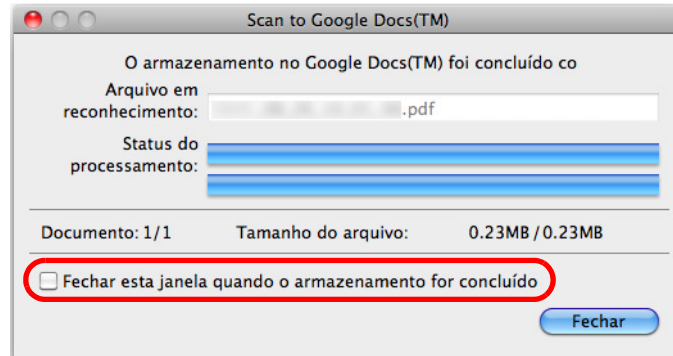 Scan to Google Docs(TM)
O armazenamento no Google Docs(TM) foi concluído co
Arquivo em
reconhecimento:
.pdf
Status do
processamento:
Documento: 1/1 Tamanho do arquivo: 0.23MB / 0.23MB
Fechar esta janela quando o armazenamento for concluído
Fechar